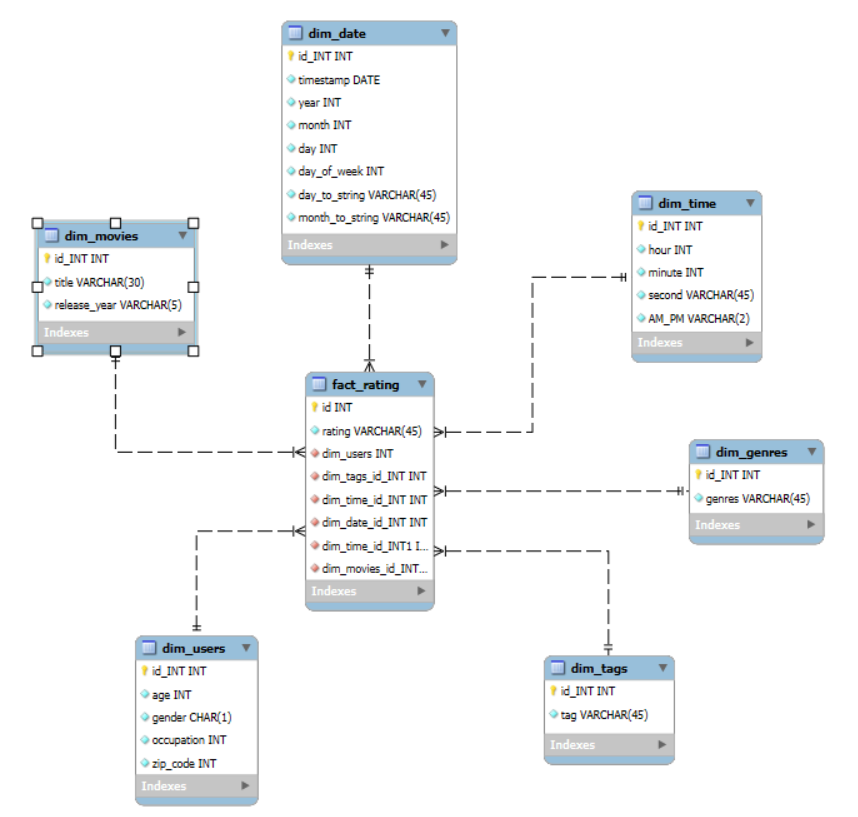 dim_date
id_INT INT
timestamp DATE
year INT
month INT
day INT
day_of_week INT
day_to_string VARCHAR(45)
month_to_string VARCHAR(45)
Indexes
dim_time
id_INT INT
hour INT
minute INT
second VARCHAR(45)
AM_PM VARCHAR(2)
Indexes
dim_movies
id_INT INT
title VARCHAR(30)
release_year VARCHAR(5)
Indexes
fact_rating
id INT
rating VARCHAR(45)
dim_users INT
dim_tags_id_INT INT
dim_time_id_INT INT
dim_date_id_INT INT
dim_time_id_INT1 I...
dim_movies_id_INT...
Indexes
dim_genres
id_INT INT
genres VARCHAR(45)
Indexes
dim_users
id_INT INT
age INT
gender CHAR(1)
occupation INT
zip_code INT
Indexes
dim_tags
id_INT INT
tag VARCHAR(45)
Indexes